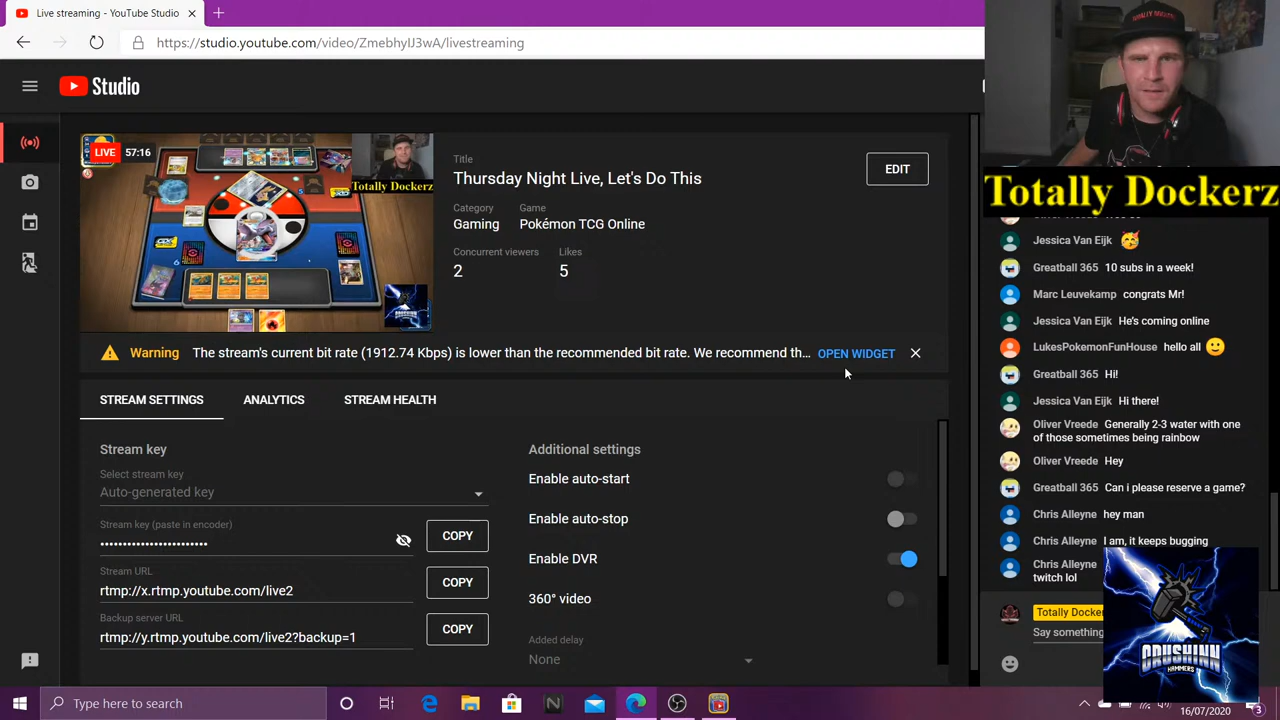 Live streaming - YouTube Studio
https://studio.youtube.com/video/ZmebhyIJ3wA/livestreaming
Studio
LIVE 57:16
Totally Dockerz
Title
Thursday Night Live, Let's Do This
EDIT
Category
Gaming
Game
Pokémon TCG Online
Concurrent viewers
2
Likes
5
Warning The stream's current bit rate (1912.74 Kbps) is lower than the recommended bit rate. We recommend th... OPEN WIDGET
STREAM SETTINGS ANALYTICS STREAM HEALTH
Stream key
Select stream key
Auto-generated key
Stream key (paste in encoder)
•••••••••••••••••••••••• COPY
Stream URL
rtmp://x.rtmp.youtube.com/live2 COPY
Backup server URL
rtmp://y.rtmp.youtube.com/live2?backup=1 COPY
Additional settings
Enable auto-start
Enable auto-stop
Enable DVR
360° video
Added delay
None
Totally Dockerz
Jessica Van Eijk
Greatball 365 10 subs in a week!
Marc Leuvekamp congrats Mr!
Jessica Van Eijk He's coming online
LukesPokemonFunHouse hello all
Greatball 365 Hi!
Jessica Van Eijk Hi there!
Oliver Vreede Generally 2-3 water with one
of those sometimes being rainbow
Oliver Vreede Hey
Greatball 365 Can i please reserve a game?
Chris Alleyne hey man
Chris Alleyne I am, it keeps bugging
Chris Alleyne
twitch lol
Totally Docker
Say something
CRUSHINN
HAMMERS
Type here to search
16/07/2020
3